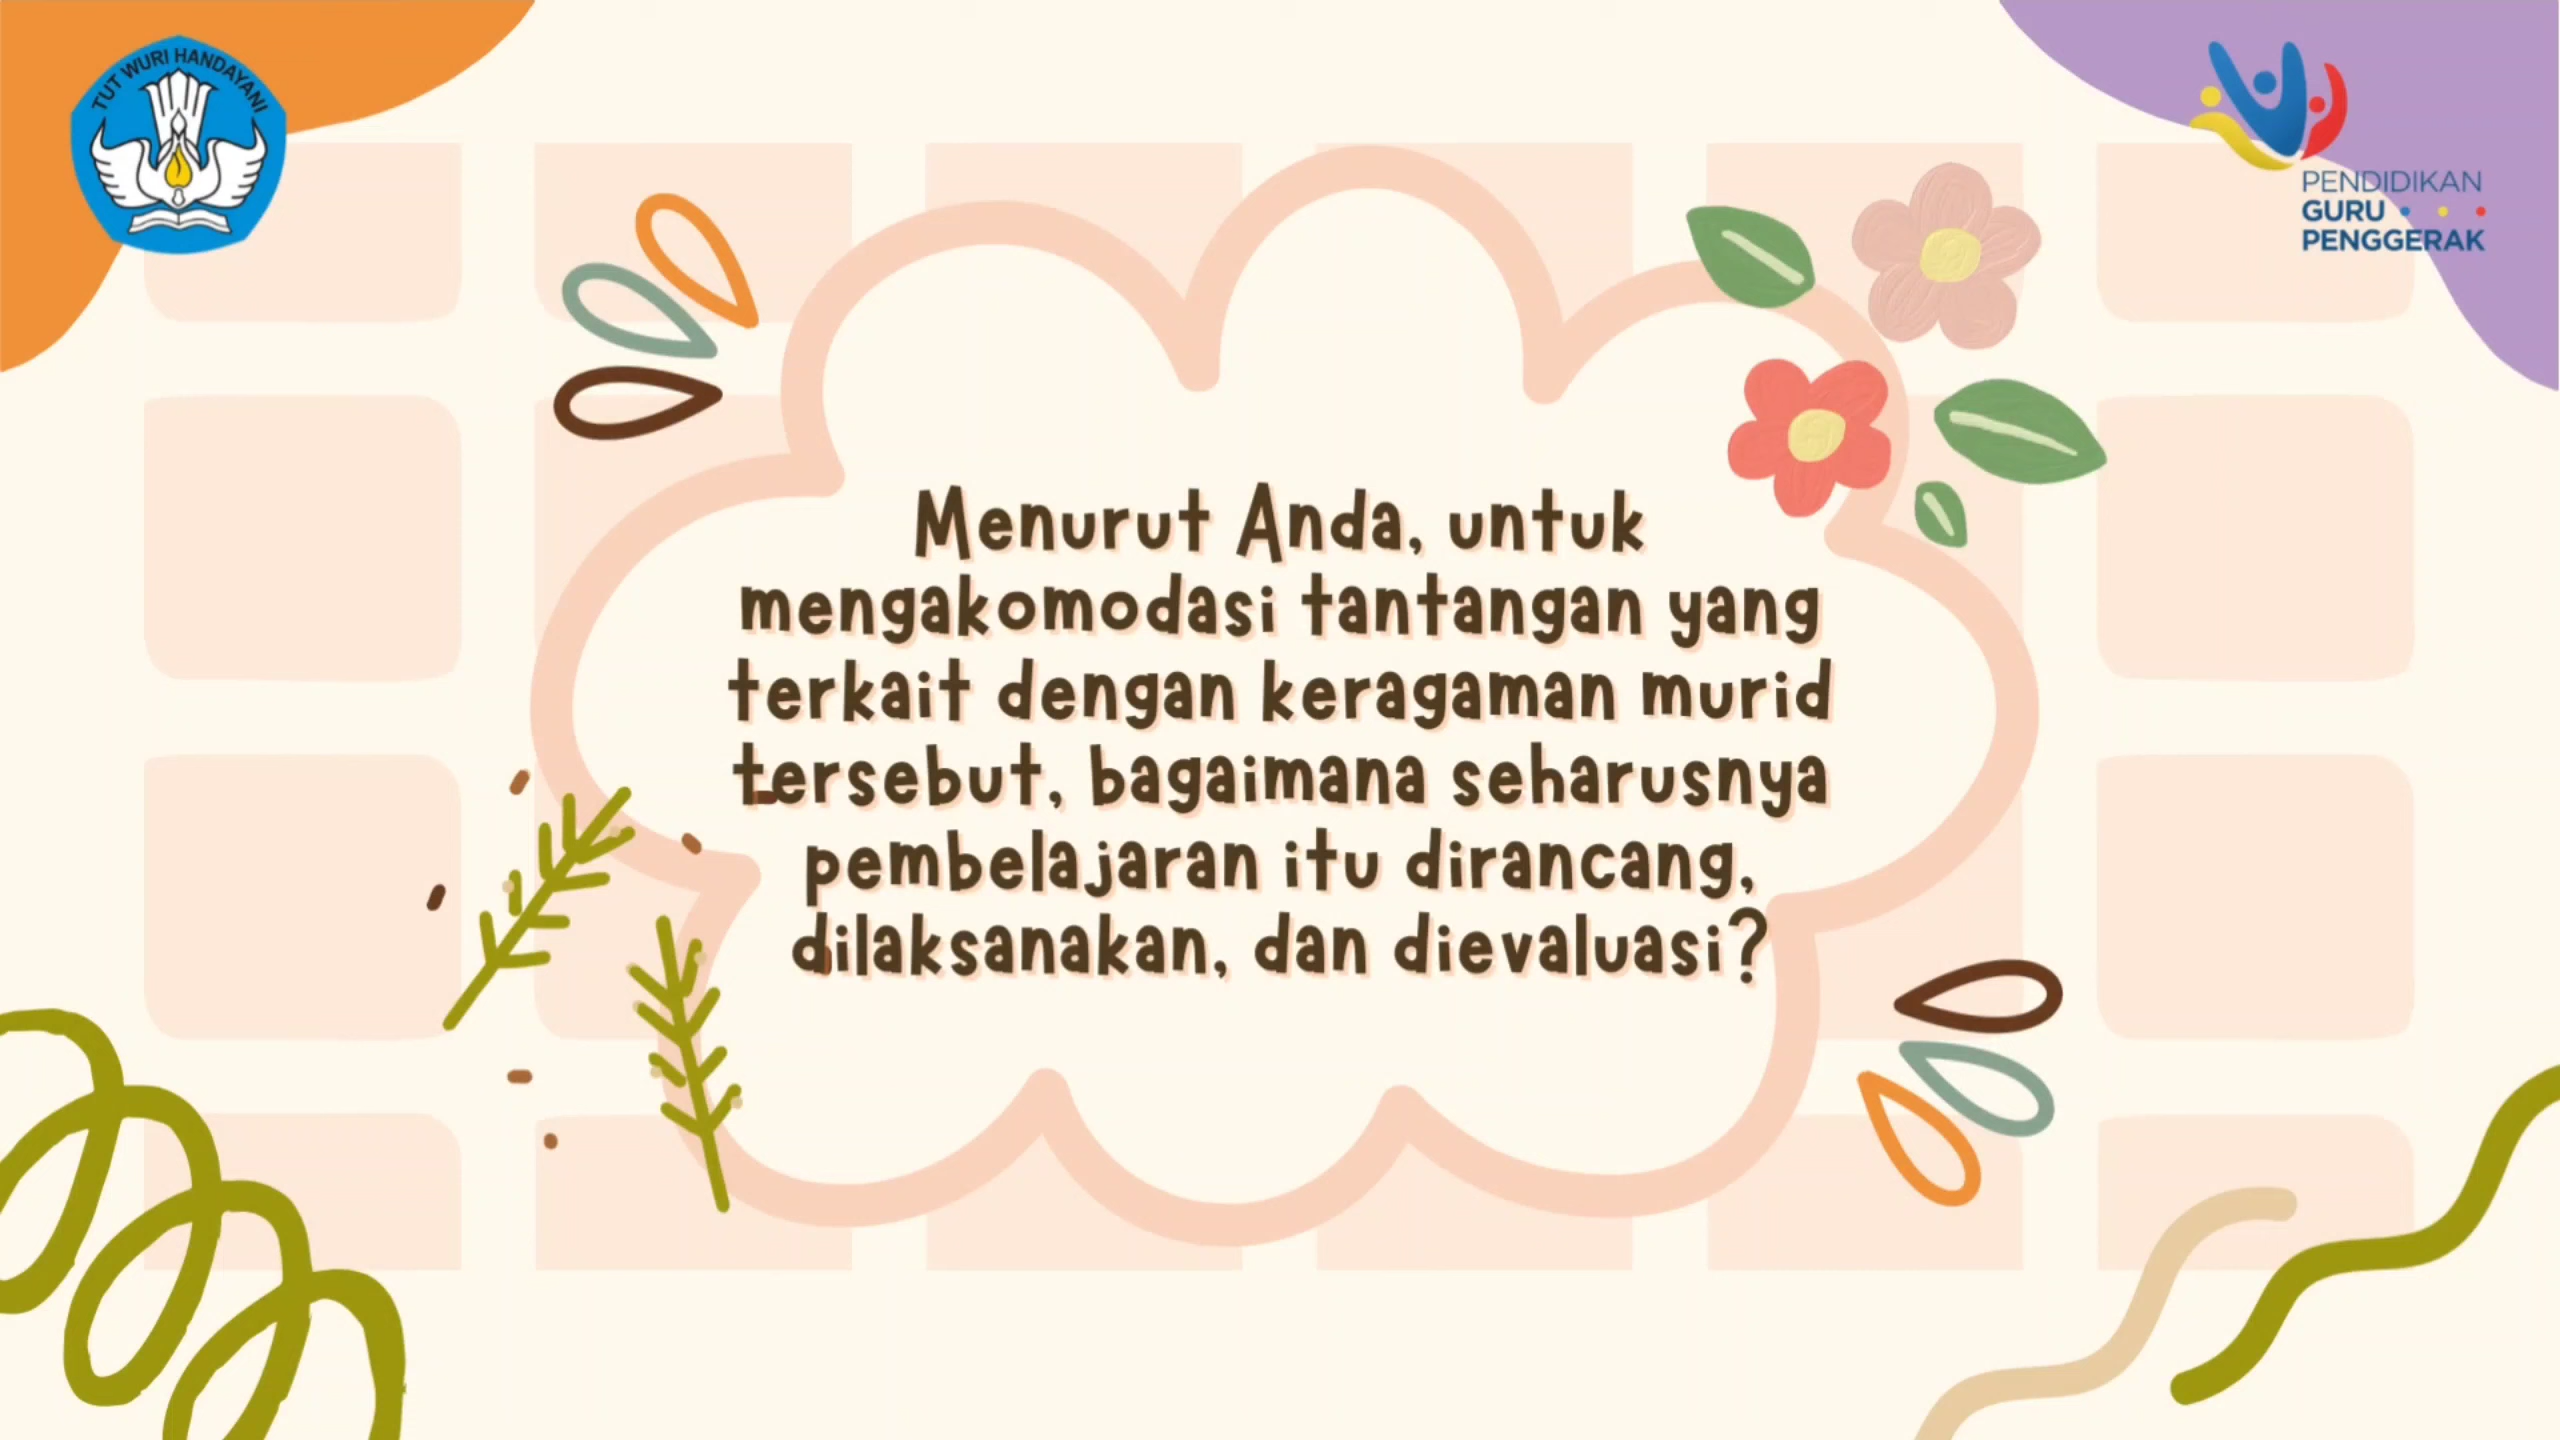 TUT WURI HANDAYANI
PENDIDIKAN
GURU
PENGGERAK
Menurut Anda, untuk
mengakomodasi tantangan yang
terkait dengan keragaman murid
tersebut, bagaimana seharusnya
pembelajaran itu dirancang,
dilaksanakan, dan dievaluasi?